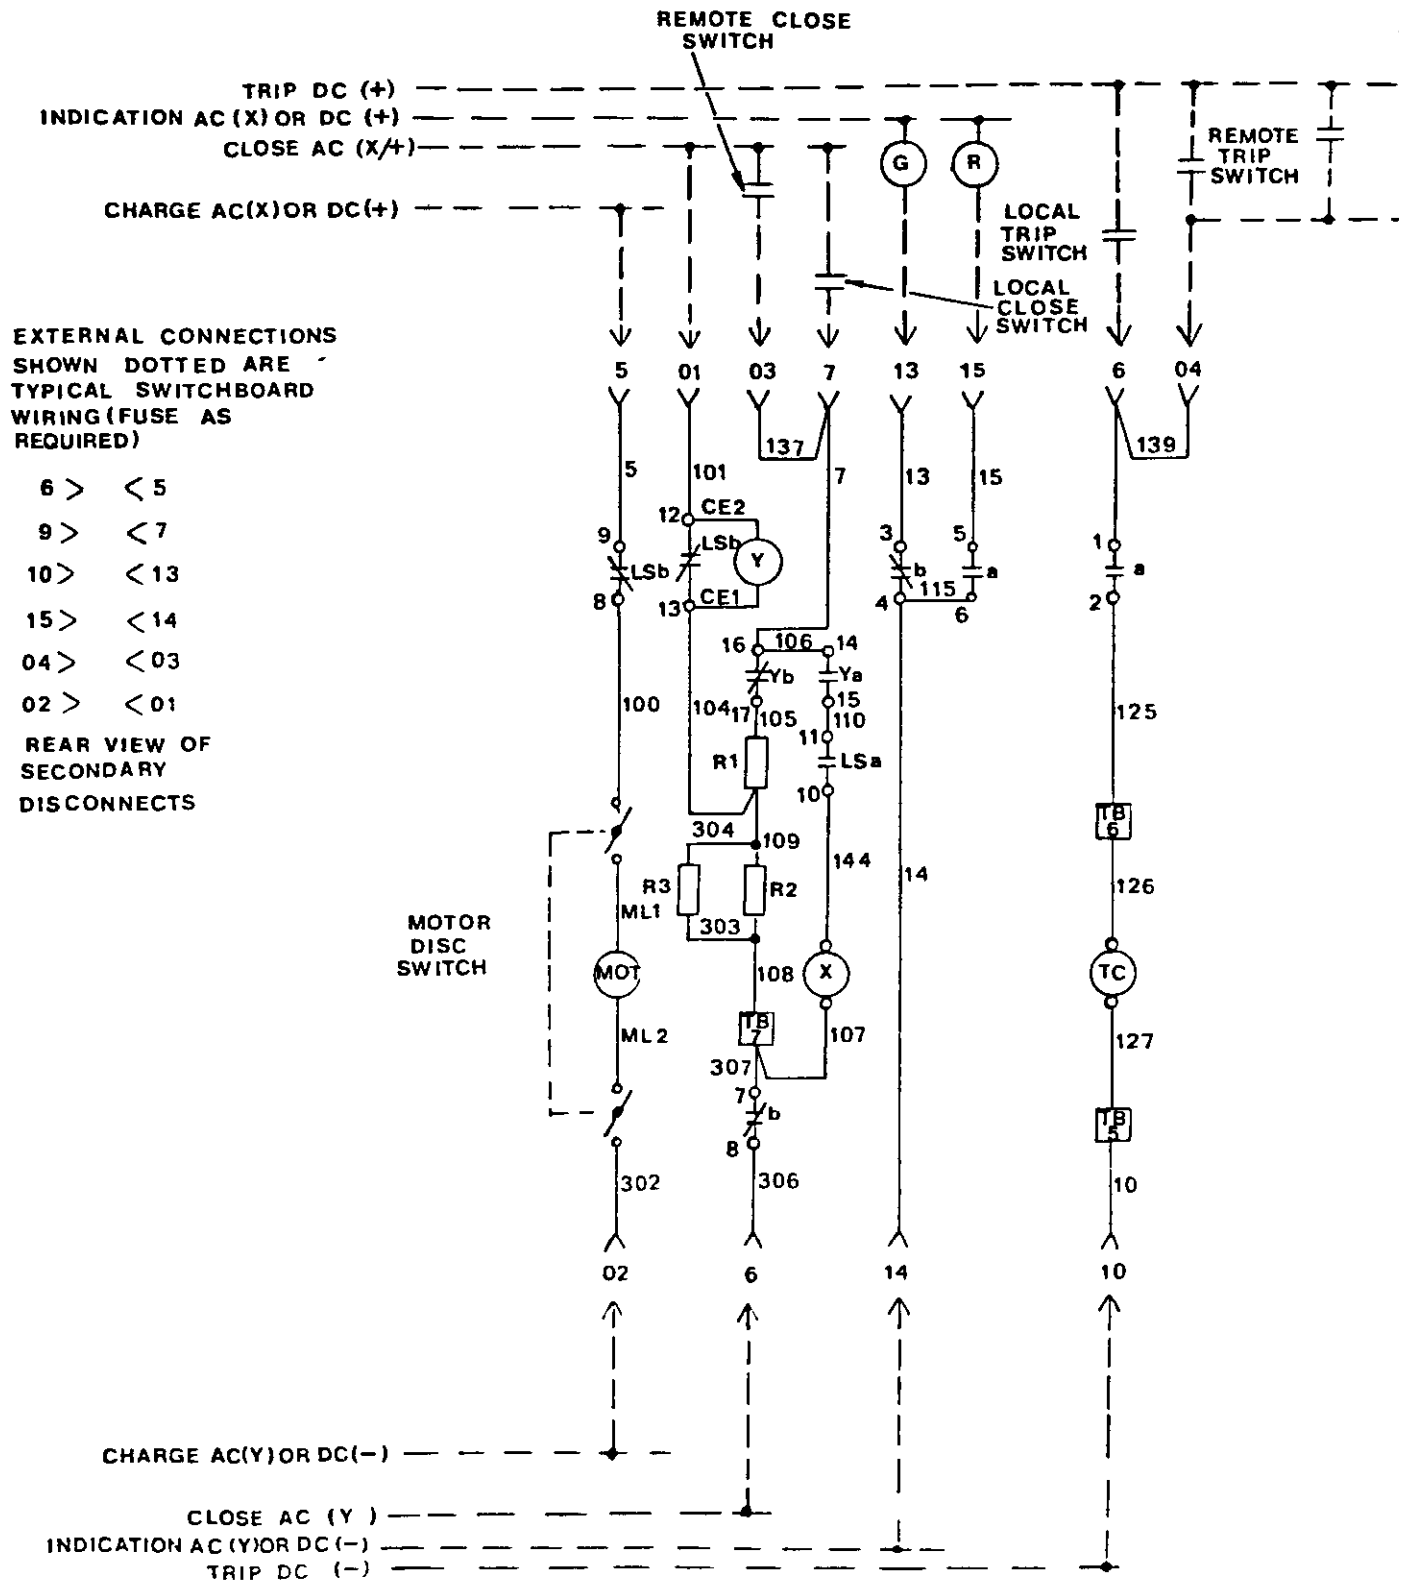 REMOTE CLOSE
SWITCH
TRIP DC (+)
INDICATION AC (X) OR DC (+)
CLOSE AC (X/+)
CHARGE AC(X)OR DC(+)
G
R
REMOTE
TRIP
SWITCH
LOCAL
TRIP
SWITCH
LOCAL
CLOSE
SWITCH
EXTERNAL CONNECTIONS
SHOWN DOTTED ARE
TYPICAL SWITCHBOARD
WIRING (FUSE AS
REQUIRED)
6 > < 5
9 > < 7
10 > < 13
15 > < 14
04 > < 03
02 > < 01
REAR VIEW OF
SECONDARY
DISCONNECTS
5 01 03 7 13 15 6 04
137 139
5 101 7 13 15
12 CE2
9 LSb Y 3 5 1
LSb b a a
8 13 CE1 4 115 6 2
16 106 14
Yb Ya
100 104 17 105 15 110 125
11
R1 LSa
10
304 109
TB
6
R3 R2 144 14 126
ML1 303
MOTOR
DISC
SWITCH
MOT 108 X TC
TB
7
ML2 107 127
307
7 b
8
TB
5
302 306 10
02 6 14 10
CHARGE AC(Y)OR DC(-)
CLOSE AC (Y )
INDICATION AC (Y)OR DC(-)
TRIP DC (-)